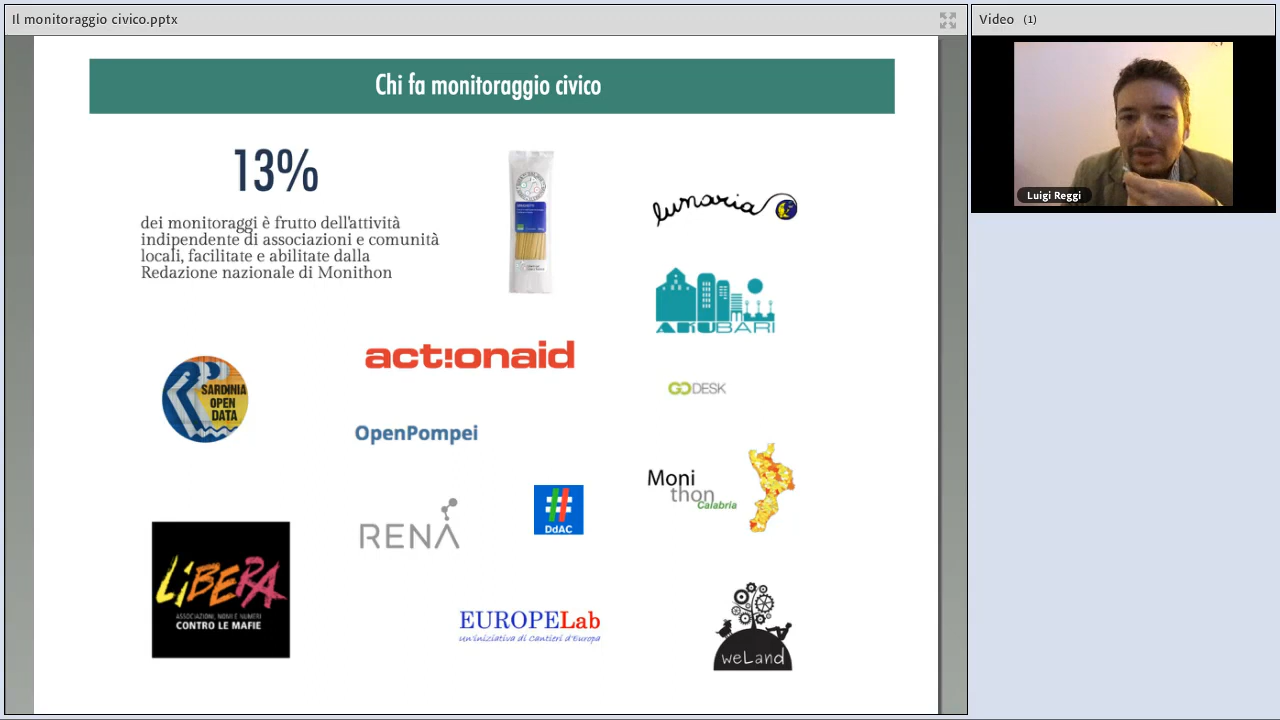 Il monitoraggio civico.pptx
Video (1)
Chi fa monitoraggio civico
13%
dei monitoraggi è frutto dell'attività
indipendente di associazioni e comunità
locali, facilitate e abilitate dalla
Redazione nazionale di Monithon
Luigi Reggi
lunaria
ARUBARI
act!onaid
GODESK
SARDINIA
OPEN
DATA
OpenPompei
Moni
thon
Calabria
RENA
#
DdAC
LIBERA
ASSOCIAZIONI, NOMI E NUMERI
CONTRO LE MAFIE
EUROPELab
un'iniziativa di Cantieri d'Europa
weLand